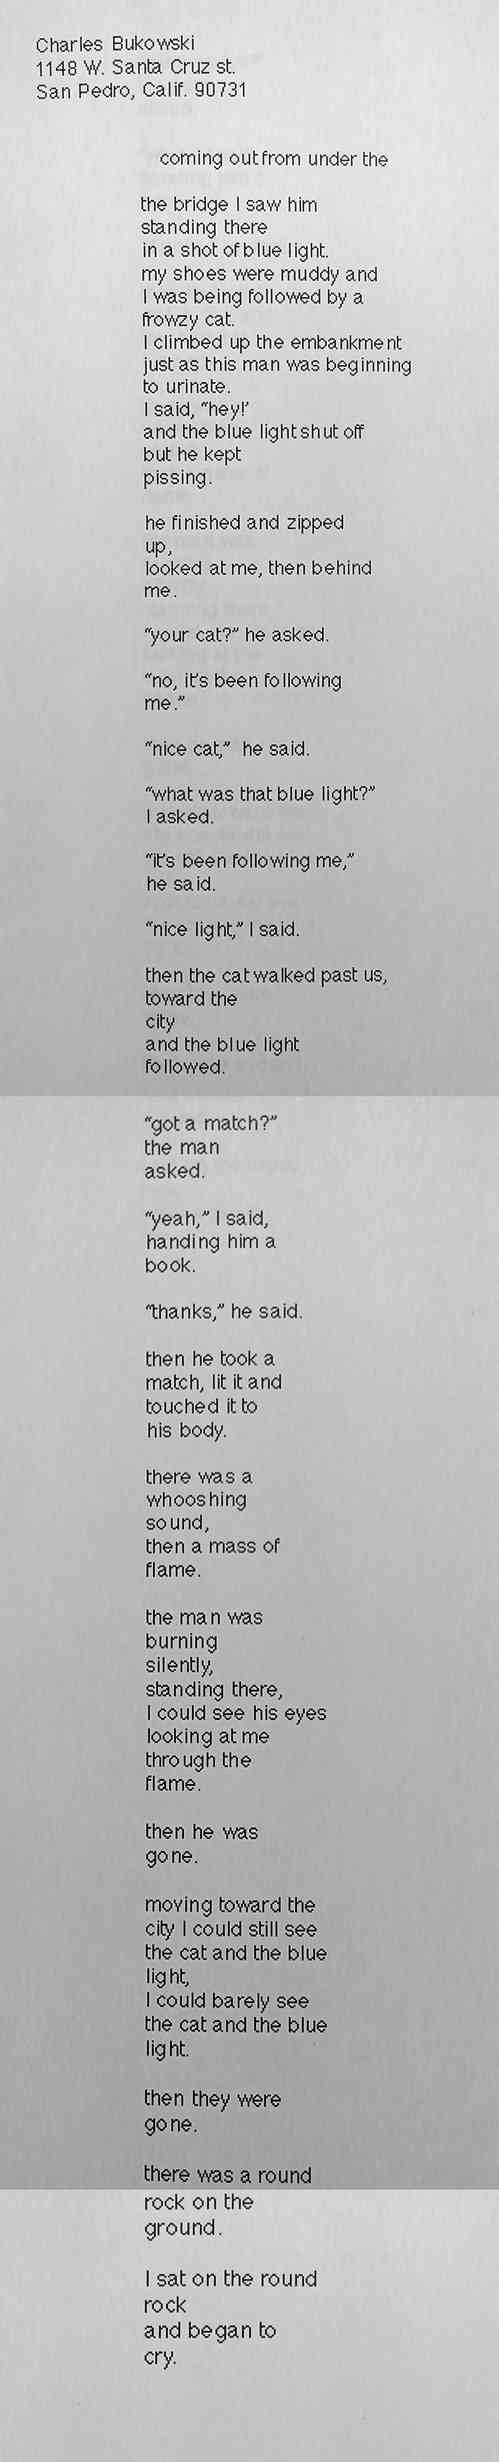 Charles Bukowski
1148 W. Santa Cruz st.
San Pedro, Calif. 90731
coming out from under the
the bridge I saw him
standing there
in a shot of blue light.
my shoes were muddy and
I was being followed by a
frowzy cat.
I climbed up the embankment
just as this man was beginning
to urinate.
I said, “hey!’
and the blue light shut off
but he kept
pissing.
he finished and zipped
up,
looked at me, then behind
me.
“your cat?” he asked.
“no, it’s been following
me.”
“nice cat,” he said.
“what was that blue light?”
I asked.
“it’s been following me,”
he said.
“nice light,” I said.
then the cat walked past us,
toward the
city
and the blue light
followed.
“got a match?”
the man
asked.
“yeah,” I said,
handing him a
book.
“thanks,” he said.
then he took a
match, lit it and
touched it to
his body.
there was a
whooshing
sound,
then a mass of
flame.
the man was
burning
silently,
standing there,
I could see his eyes
looking at me
through the
flame.
then he was
gone.
moving toward the
city I could still see
the cat and the blue
light,
I could barely see
the cat and the blue
light.
then they were
gone.
there was a round
rock on the
ground.
I sat on the round
rock
and began to
cry.